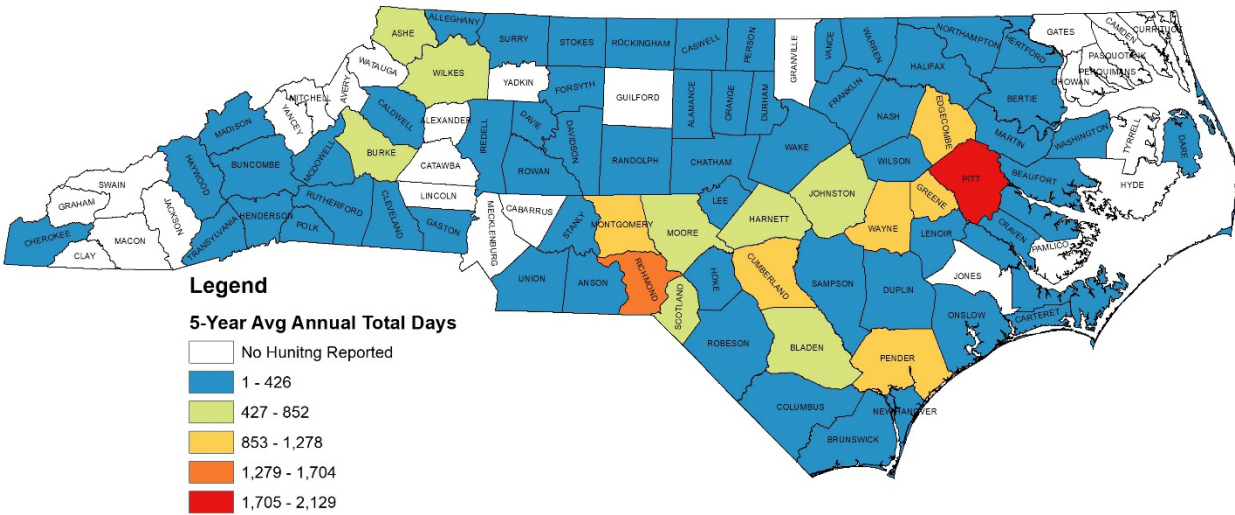 ASHE
ALLEGHANY
SURRY
STOKES
ROCKINGHAM
CASWELL
PERSON
GRANVILLE
VANCE
WARREN
NORTHAMPTON
HERTFORD
GATES
CAMDEN
CURRITUCK
PASQUOTANK
PERQUIMANS
CHOWAN
WATAUGA
WILKES
YADKIN
FORSYTH
GUILFORD
ALAMANCE
ORANGE
DURHAM
FRANKLIN
HALIFAX
BERTIE
MITCHELL
AVERY
YANCEY
CALDWELL
ALEXANDER
IREDELL
DAVIE
DAVIDSON
RANDOLPH
CHATHAM
WAKE
NASH
EDGECOMBE
MARTIN
WASHINGTON
TYRRELL
DARE
MADISON
BURKE
CATAWBA
ROWAN
WILSON
PITT
BEAUFORT
HYDE
HAYWOOD
BUNCOMBE
MCDOWELL
SWAIN
GRAHAM
JACKSON
RUTHERFORD
CLEVELAND
LINCOLN
GASTON
MECKLENBURG
CABARRUS
STANLY
MONTGOMERY
MOORE
LEE
HARNETT
JOHNSTON
WAYNE
GREENE
LENOIR
CRAVEN
PAMLICO
CHEROKEE
CLAY
MACON
TRANSYLVANIA
HENDERSON
POLK
UNION
ANSON
RICHMOND
SCOTLAND
HOKE
CUMBERLAND
SAMPSON
DUPLIN
JONES
ONSLOW
CARTERET
ROBESON
BLADEN
PENDER
COLUMBUS
NEW HANOVER
BRUNSWICK
Legend
5-Year Avg Annual Total Days
No Hunitng Reported
1 - 426
427 - 852
853 - 1,278
1,279 - 1,704
1,705 - 2,129